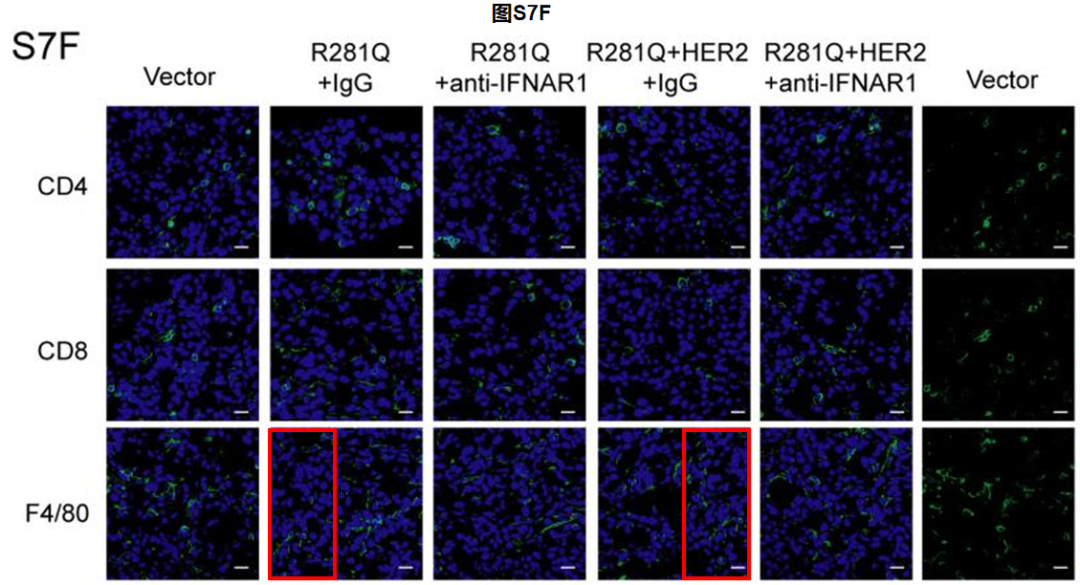 图S7F
S7F
Vector
R281Q
+IgG
R281Q
+anti-IFNAR1
R281Q+HER2
+IgG
R281Q+HER2
+anti-IFNAR1
Vector
CD4
CD8
F4/80